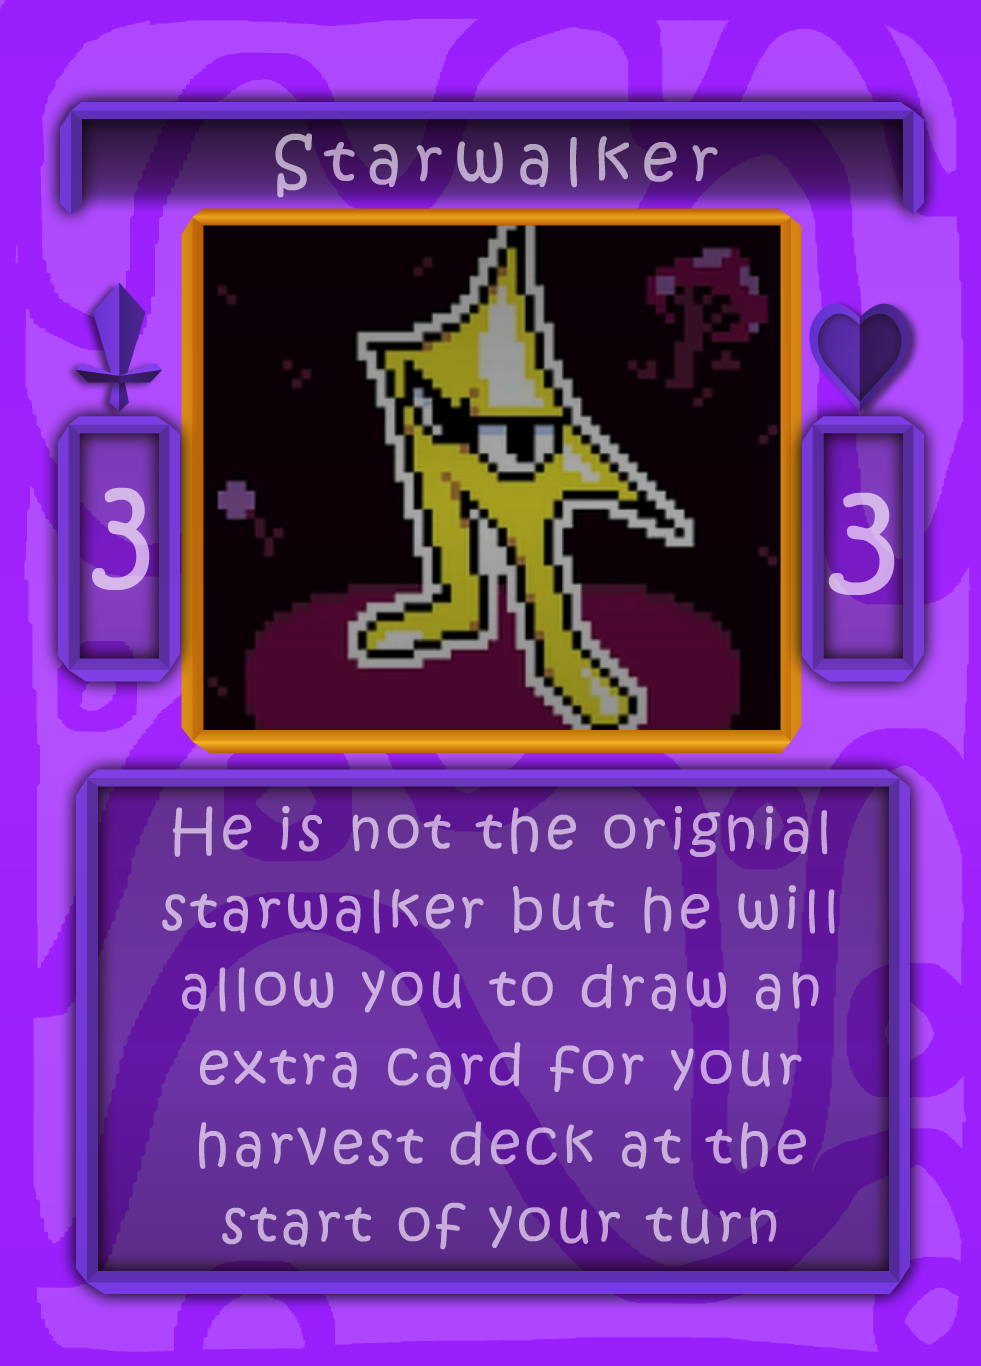 Starwalker
3
3
He is not the orignial
starwalker but he will
allow you to draw an
extra card for your
harvest deck at the
start of your turn